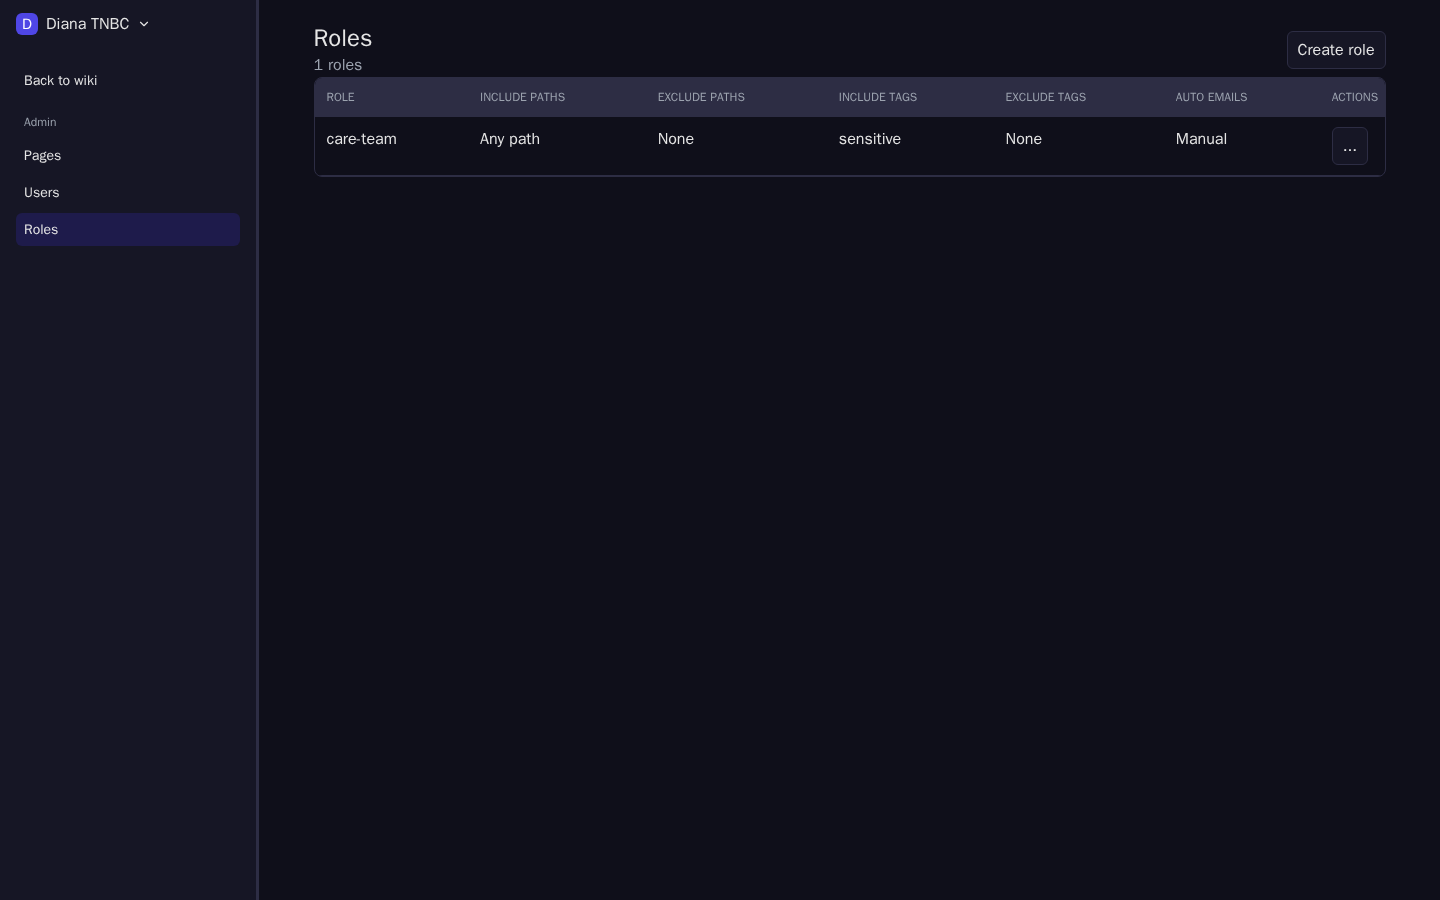 D Diana TNBC
Back to wiki
Admin
Pages
Users
Roles
Roles
1 roles
Create role
ROLE INCLUDE PATHS EXCLUDE PATHS INCLUDE TAGS EXCLUDE TAGS AUTO EMAILS ACTIONS
care-team Any path None sensitive None Manual ...